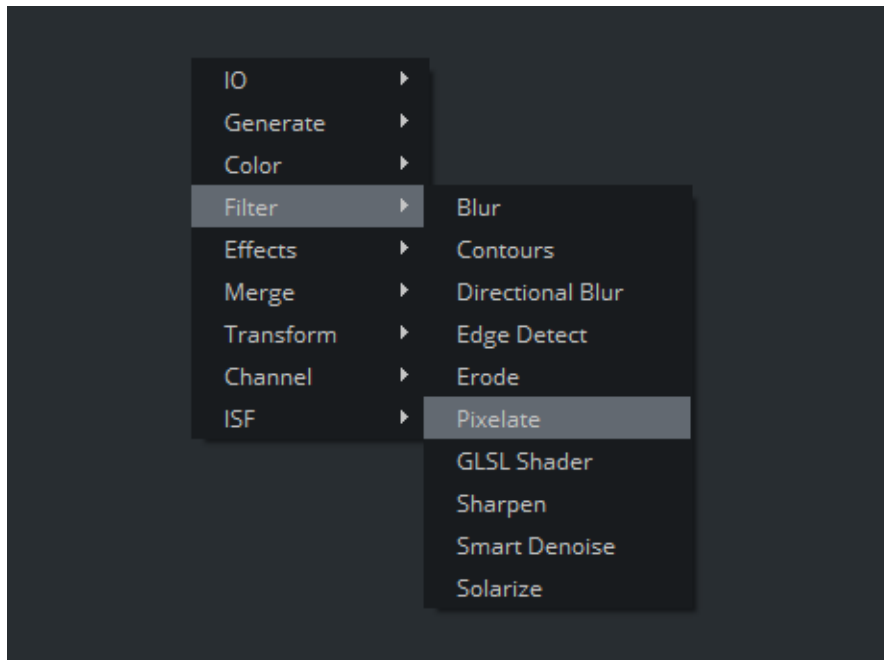 IO
Generate
Color
Filter
Effects
Merge
Transform
Channel
ISF
Blur
Contours
Directional Blur
Edge Detect
Erode
Pixelate
GLSL Shader
Sharpen
Smart Denoise
Solarize